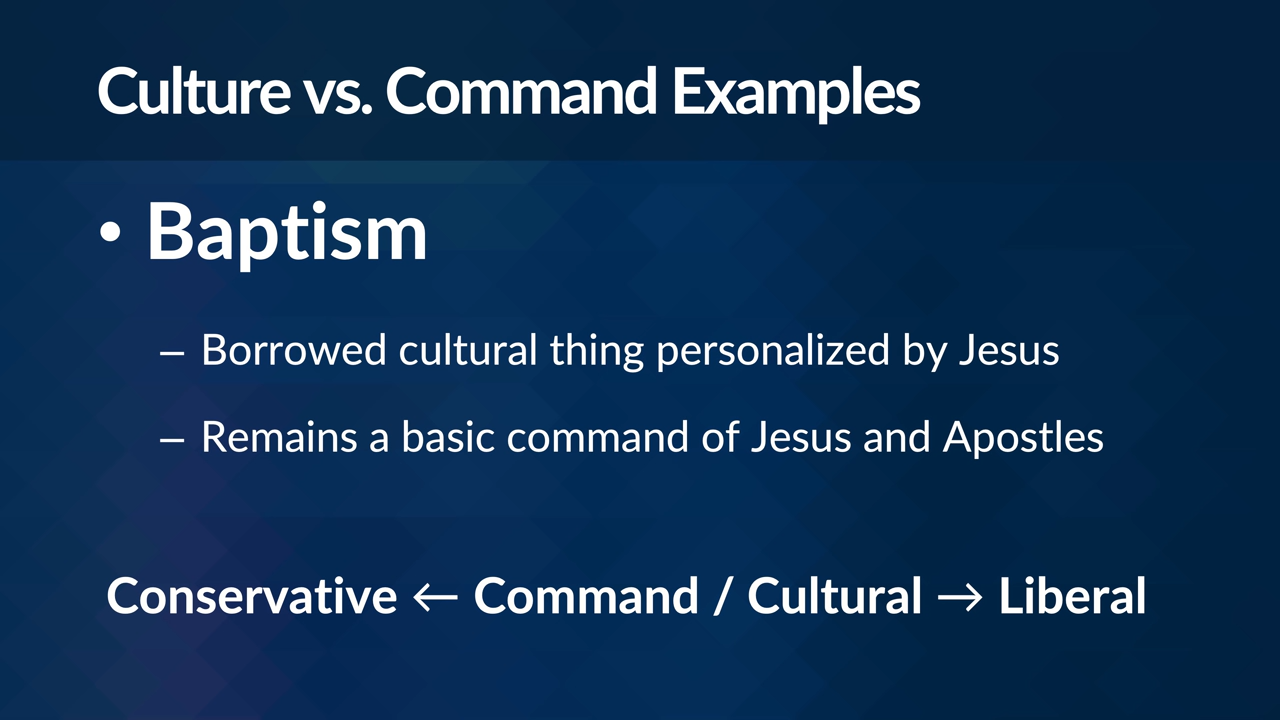 Culture vs. Command Examples
• Baptism
– Borrowed cultural thing personalized by Jesus
– Remains a basic command of Jesus and Apostles
Conservative ← Command / Cultural → Liberal